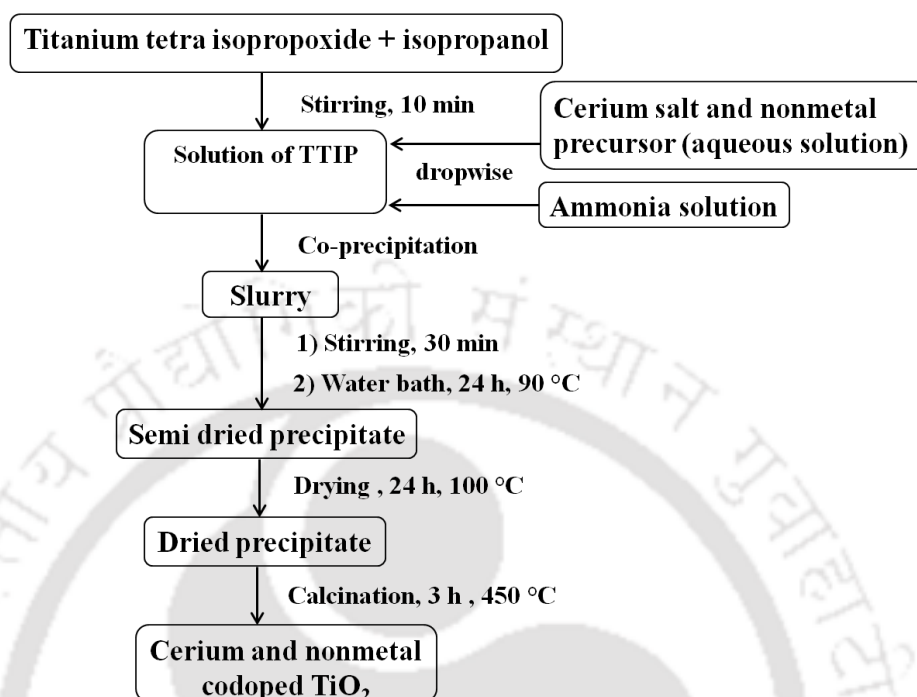 Titanium tetra isopropoxide + isopropanol
Stirring, 10 min
Cerium salt and nonmetal
precursor (aqueous solution)
Solution of TTIP
dropwise
Ammonia solution
Co-precipitation
Slurry
1) Stirring, 30 min
2) Water bath, 24 h, 90 °C
Semi dried precipitate
Drying , 24 h, 100 °C
Dried precipitate
Calcination, 3 h , 450 °C
Cerium and nonmetal
codoped TiO₂